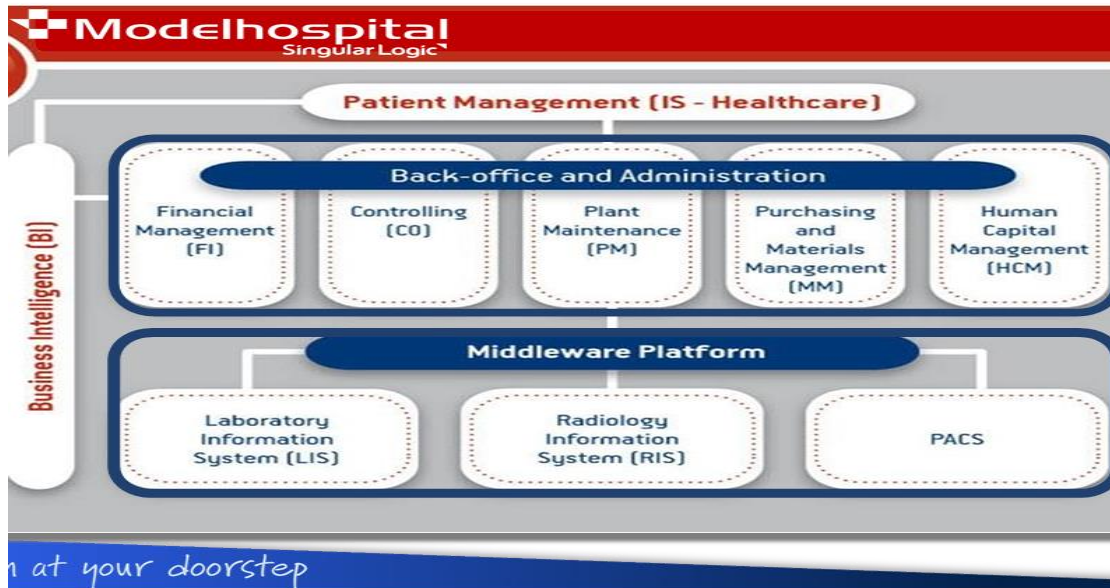 Modelhospital
Singular Logic
Patient Management (IS - Healthcare)
Business Intelligence (BI)
Back-office and Administration
Financial
Management
(FI)
Controlling
(CO)
Plant
Maintenance
(PM)
Purchasing
and
Materials
Management
(MM)
Human
Capital
Management
(HCM)
Middleware Platform
Laboratory
Information
System (LIS)
Radiology
Information
System (RIS)
PACS
at your doorstep